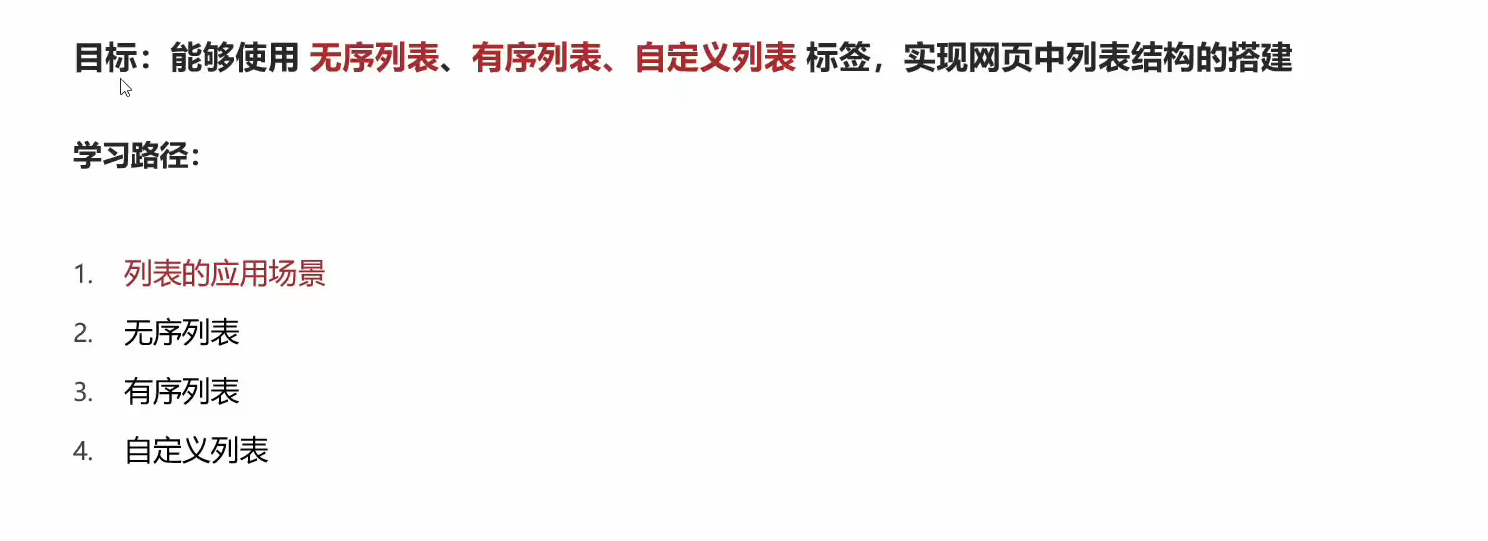 目标：能够使用 无序列表、有序列表、自定义列表 标签，实现网页中列表结构的搭建
学习路径：
1. 列表的应用场景
2. 无序列表
3. 有序列表
4. 自定义列表